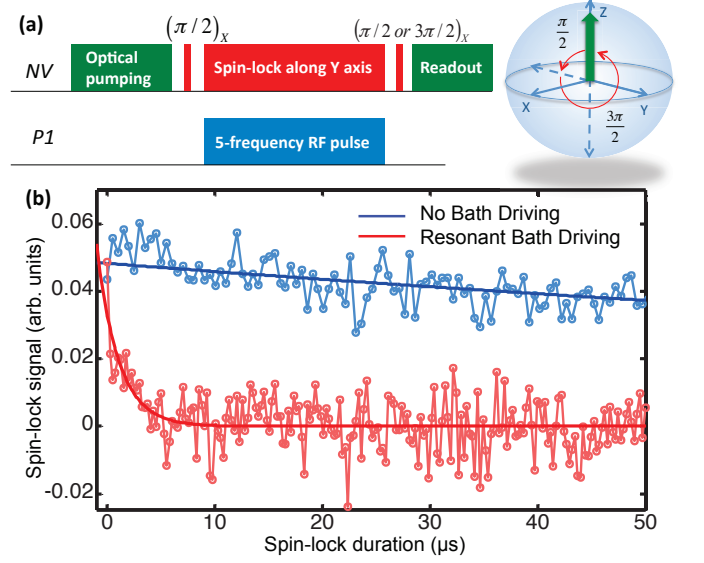 (a)
(π/2)X
(π/2 or 3π/2)X
NV
Optical pumping
Spin-lock along Y axis
Readout
P1
5-frequency RF pulse
Z
π/2
X
Y
3π/2
(b)
No Bath Driving
Resonant Bath Driving
Spin-lock signal (arb. units)
0.06
0.04
0.02
0
-0.02
0
10
20
30
40
50
Spin-lock duration (μs)